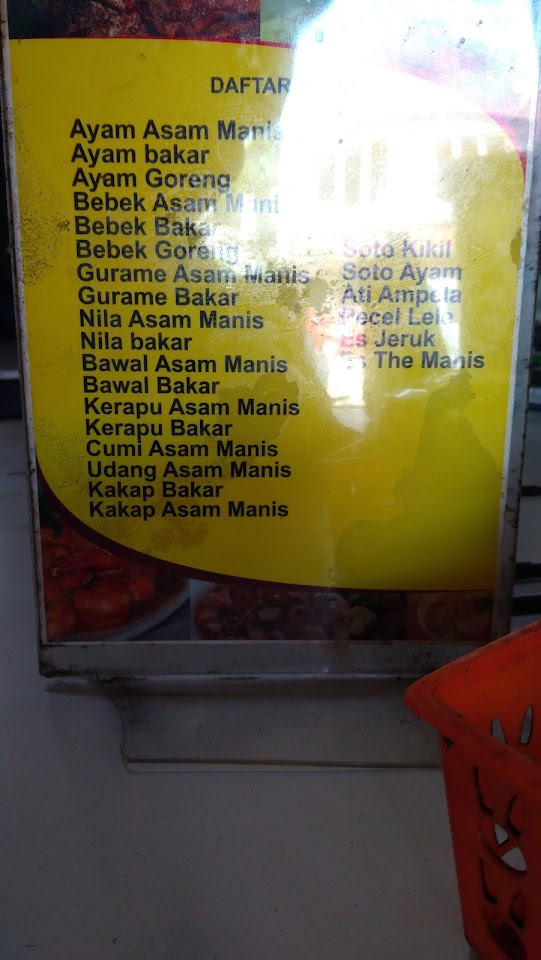 DAFTAR
Ayam Asam Manis
Ayam bakar
Ayam Goreng
Bebek Asam Manis
Bebek Bakar
Bebek Goreng
Gurame Asam Manis
Gurame Bakar
Nila Asam Manis
Nila bakar
Bawal Asam Manis
Bawal Bakar
Kerapu Asam Manis
Kerapu Bakar
Cumi Asam Manis
Udang Asam Manis
Kakap Bakar
Kakap Asam Manis
Soto Kikil
Soto Ayam
Ati Ampela
Pecel Lele
Es Jeruk
Es The Manis